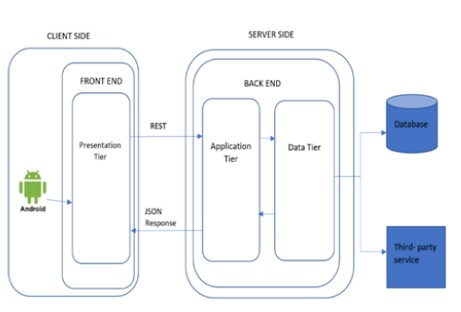 CLIENT SIDE
SERVER SIDE
FRONT END
BACK END
Presentation
Tier
REST
Application
Tier
Data Tier
Database
Android
JSON
Response
Third- party
service